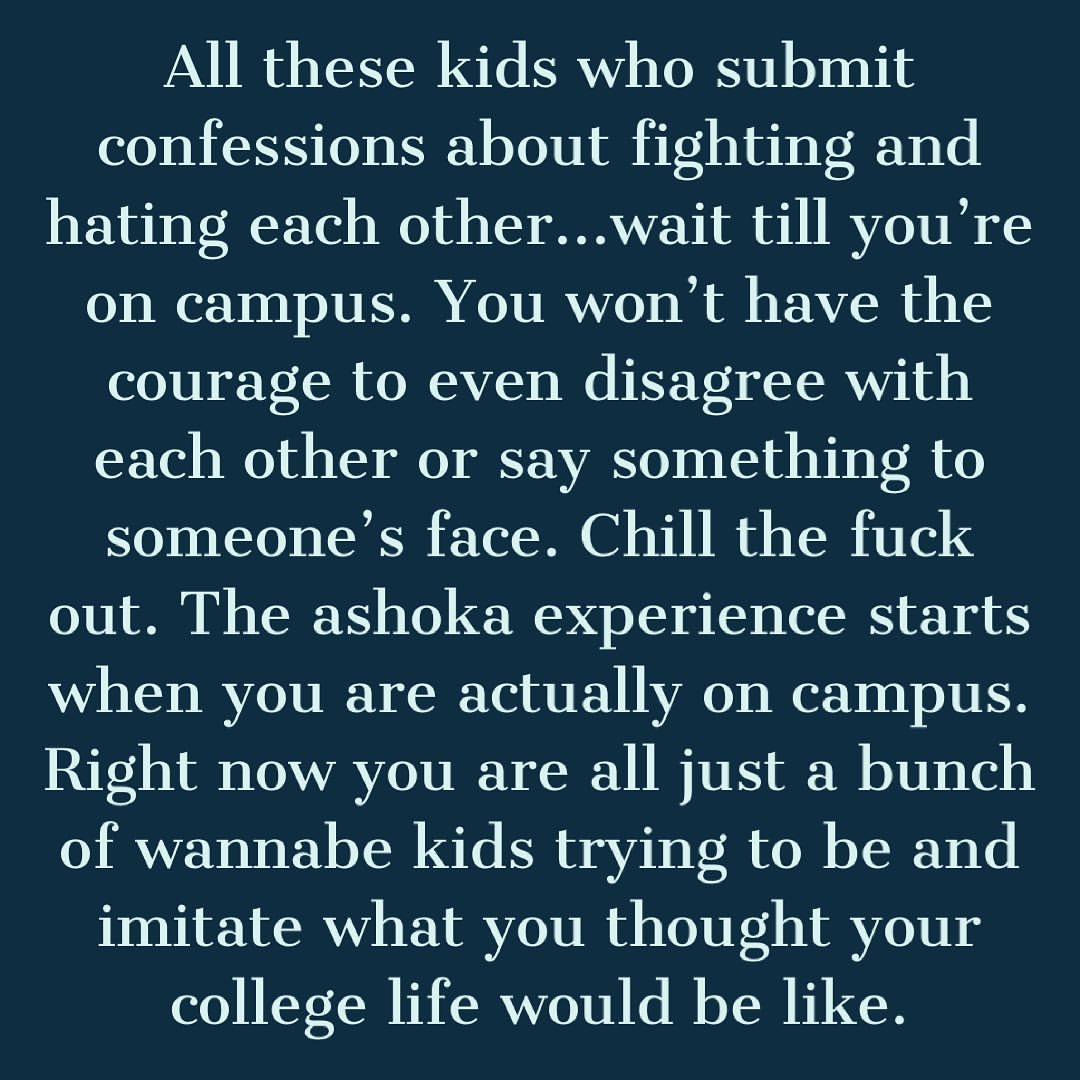 All these kids who submit
confessions about fighting and
hating each other...wait till you’re
on campus. You won’t have the
courage to even disagree with
each other or say something to
someone’s face. Chill the fuck
out. The ashoka experience starts
when you are actually on campus.
Right now you are all just a bunch
of wannabe kids trying to be and
imitate what you thought your
college life would be like.